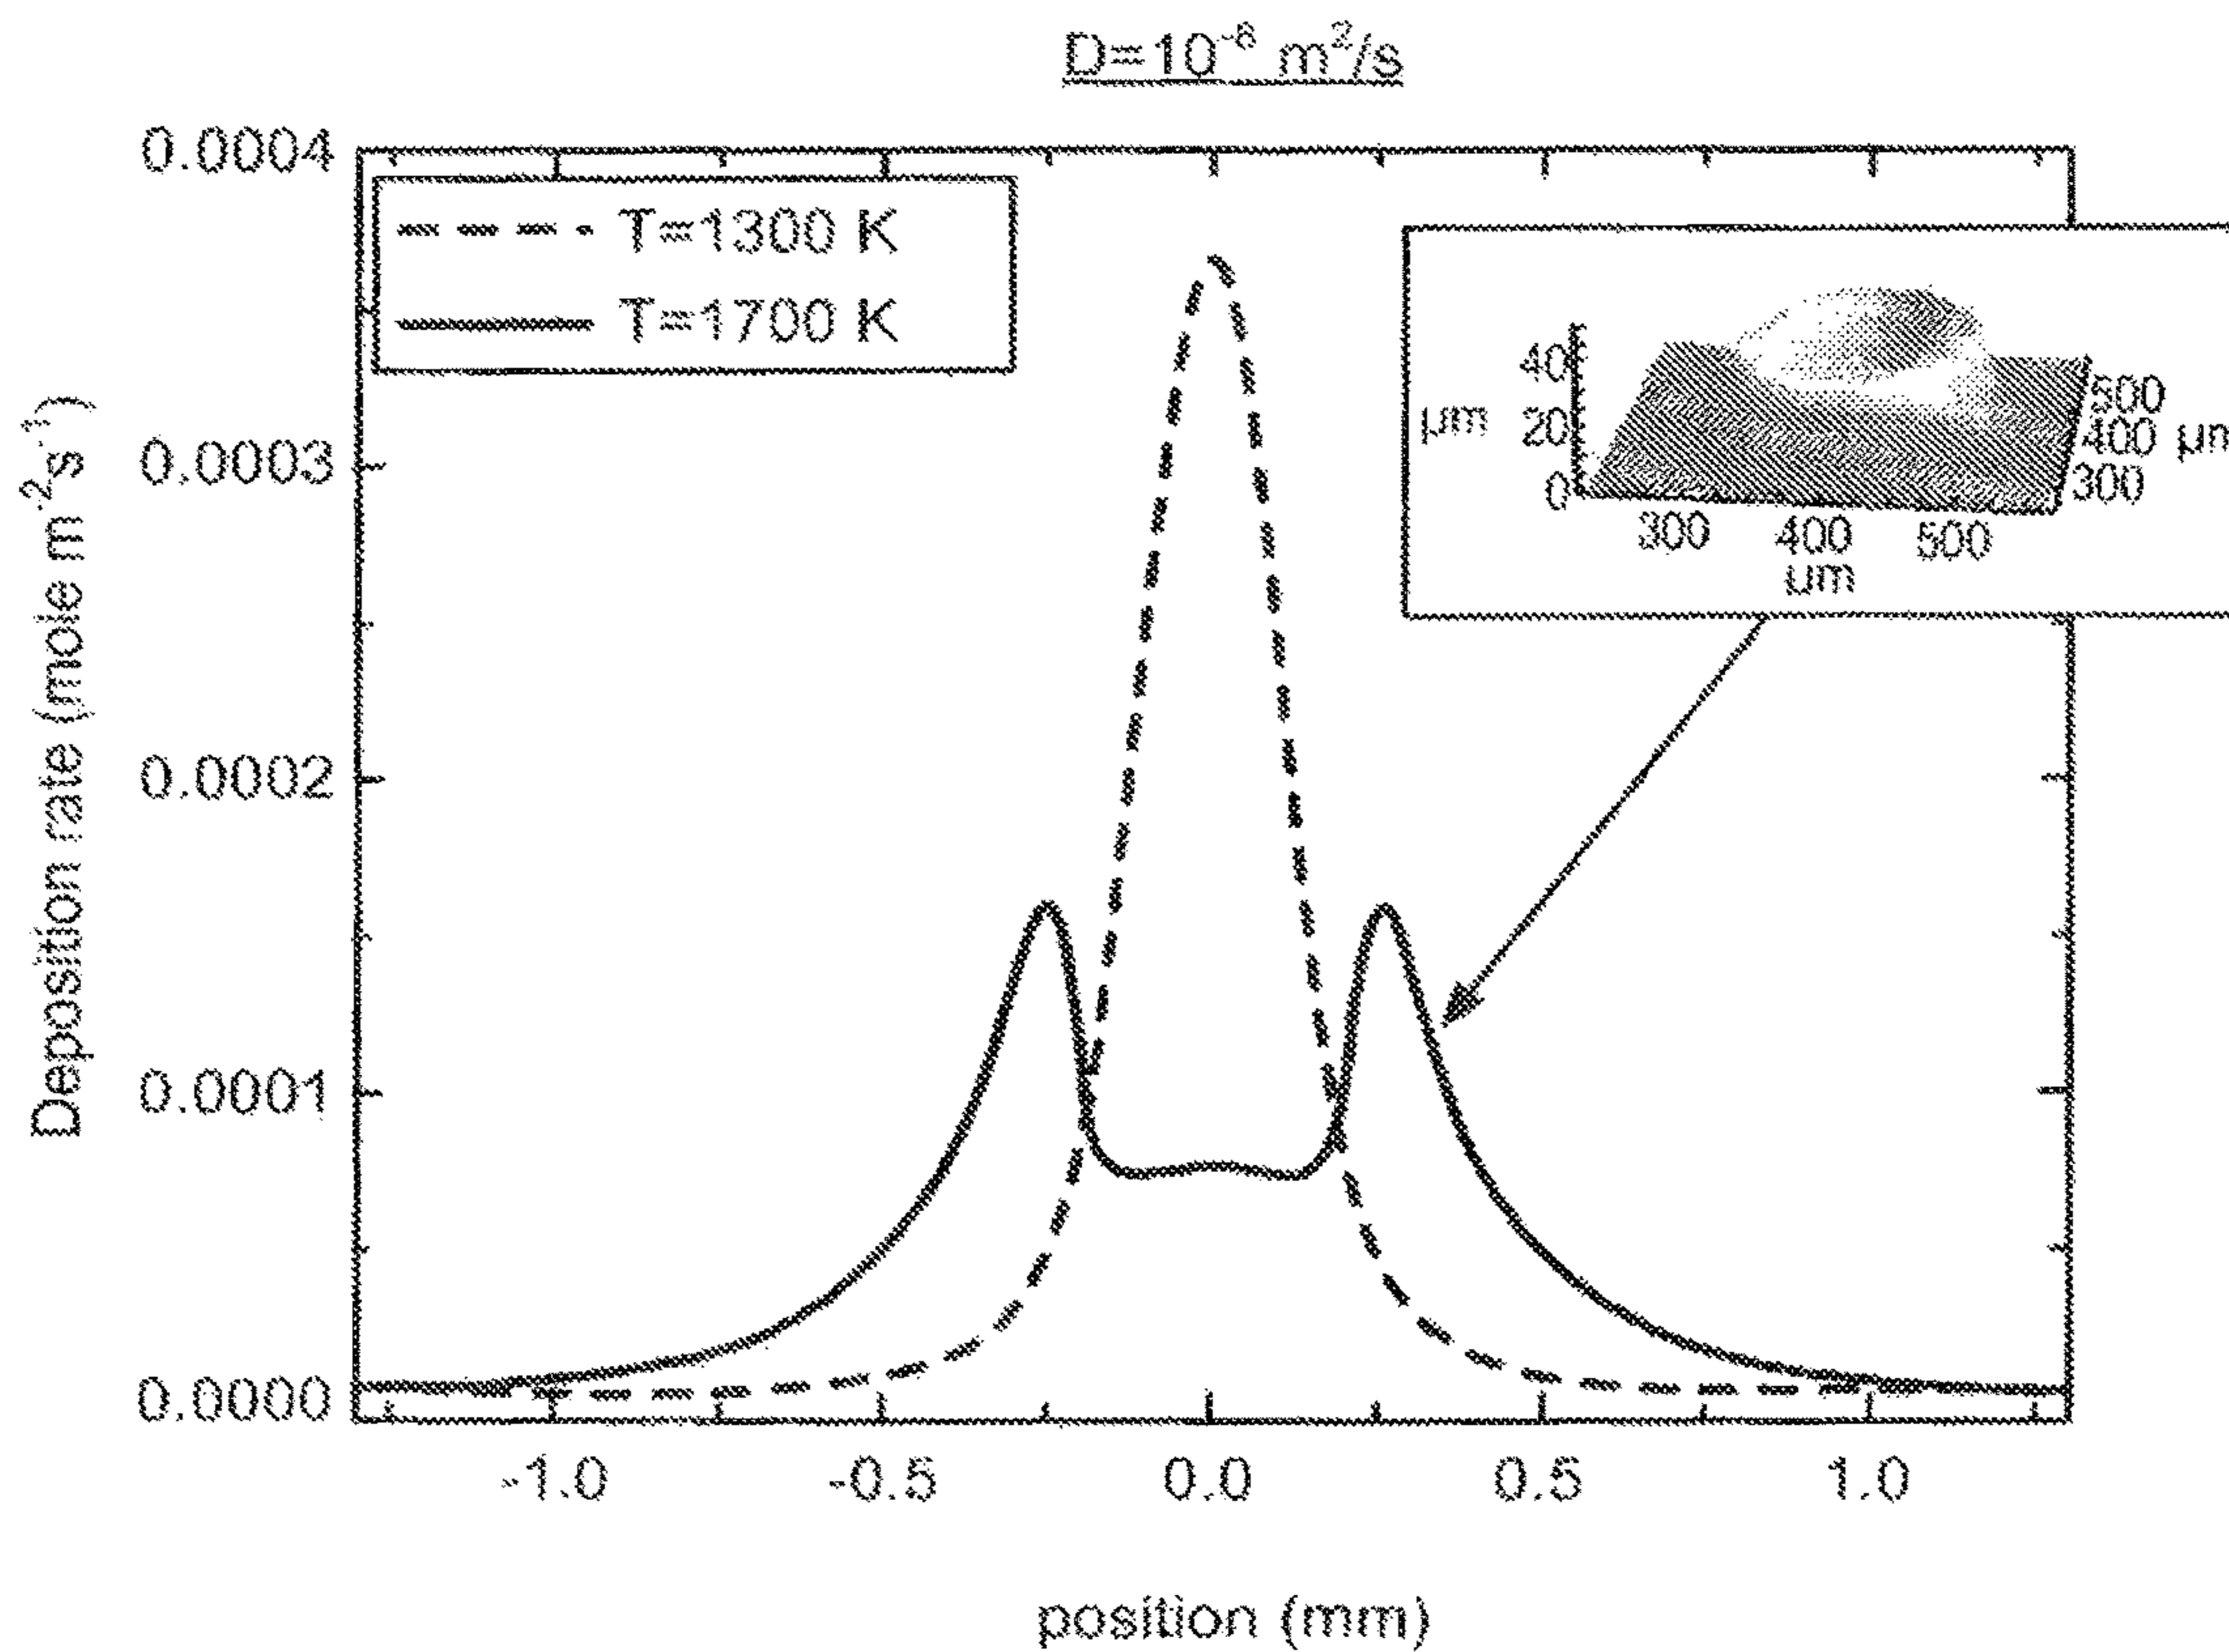 D=10⁻⁶ m²/s
0.0004
T=1300 K
T=1700 K
0.0003
0.0002
0.0001
0.0000
Deposition rate (mole m⁻²s⁻¹)
-1.0 -0.5 0.0 0.5 1.0
position (mm)
40
μm 20
0
300 400 500
μm
500
400
300